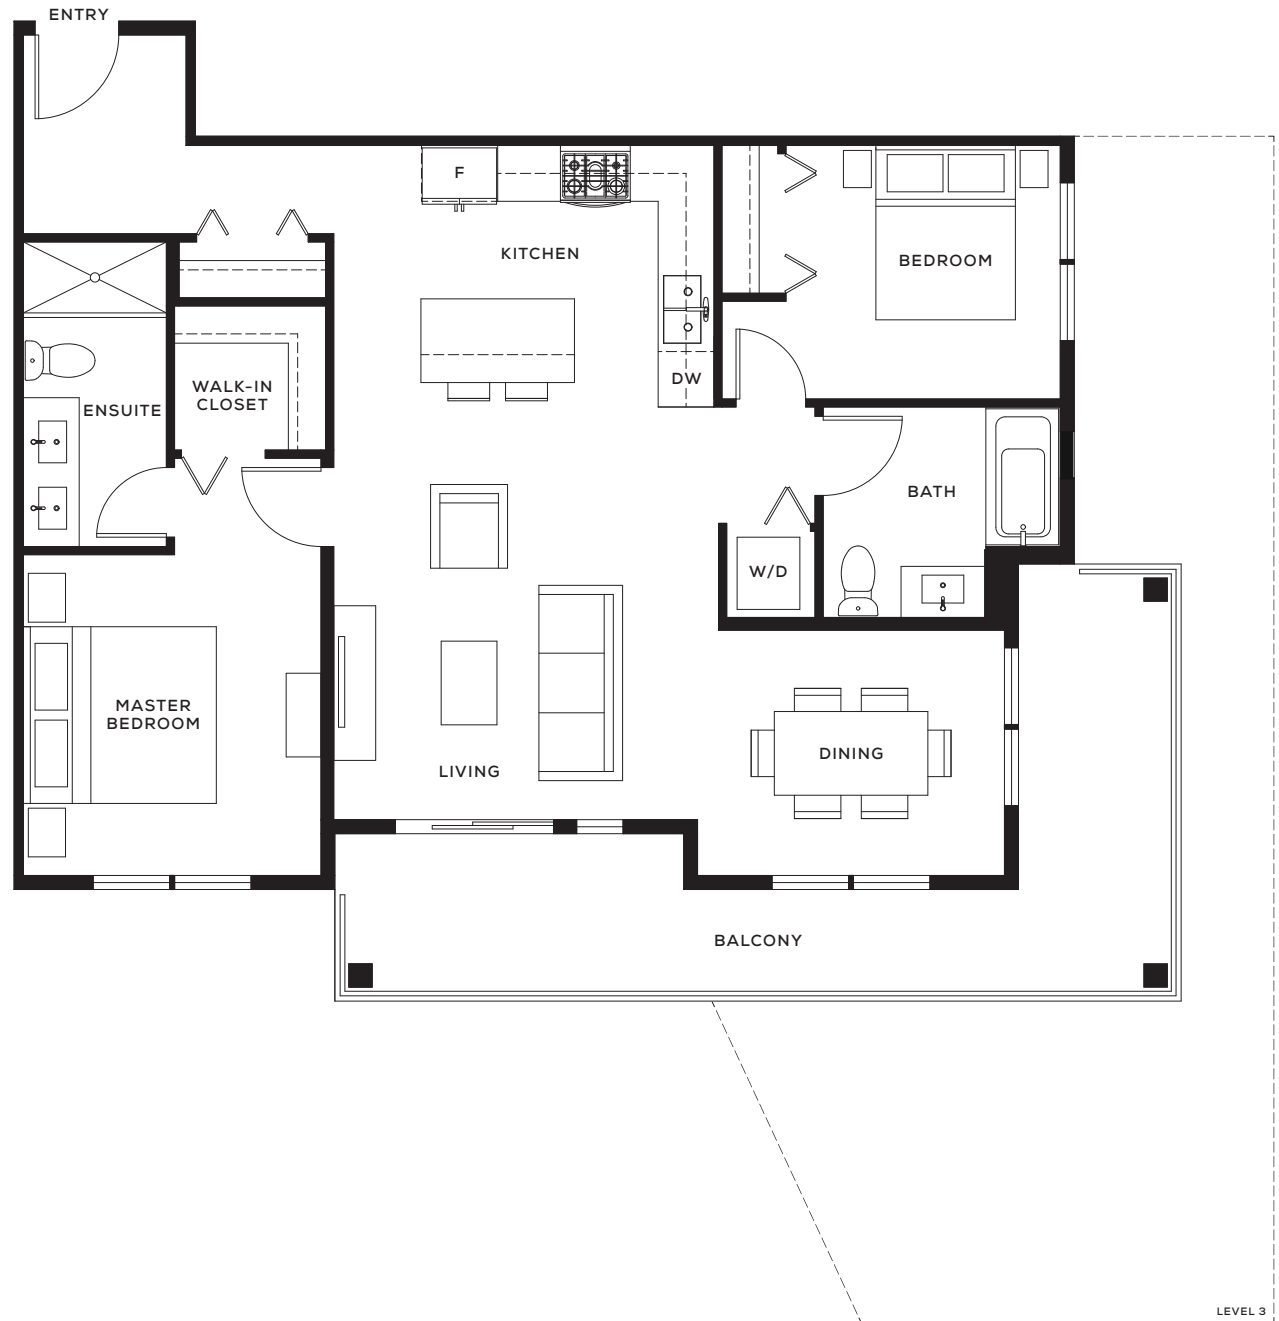 ENTRY
F
KITCHEN
BEDROOM
DW
WALK-IN
CLOSET
ENSUITE
BATH
W/D
MASTER
BEDROOM
DINING
LIVING
BALCONY
LEVEL 3